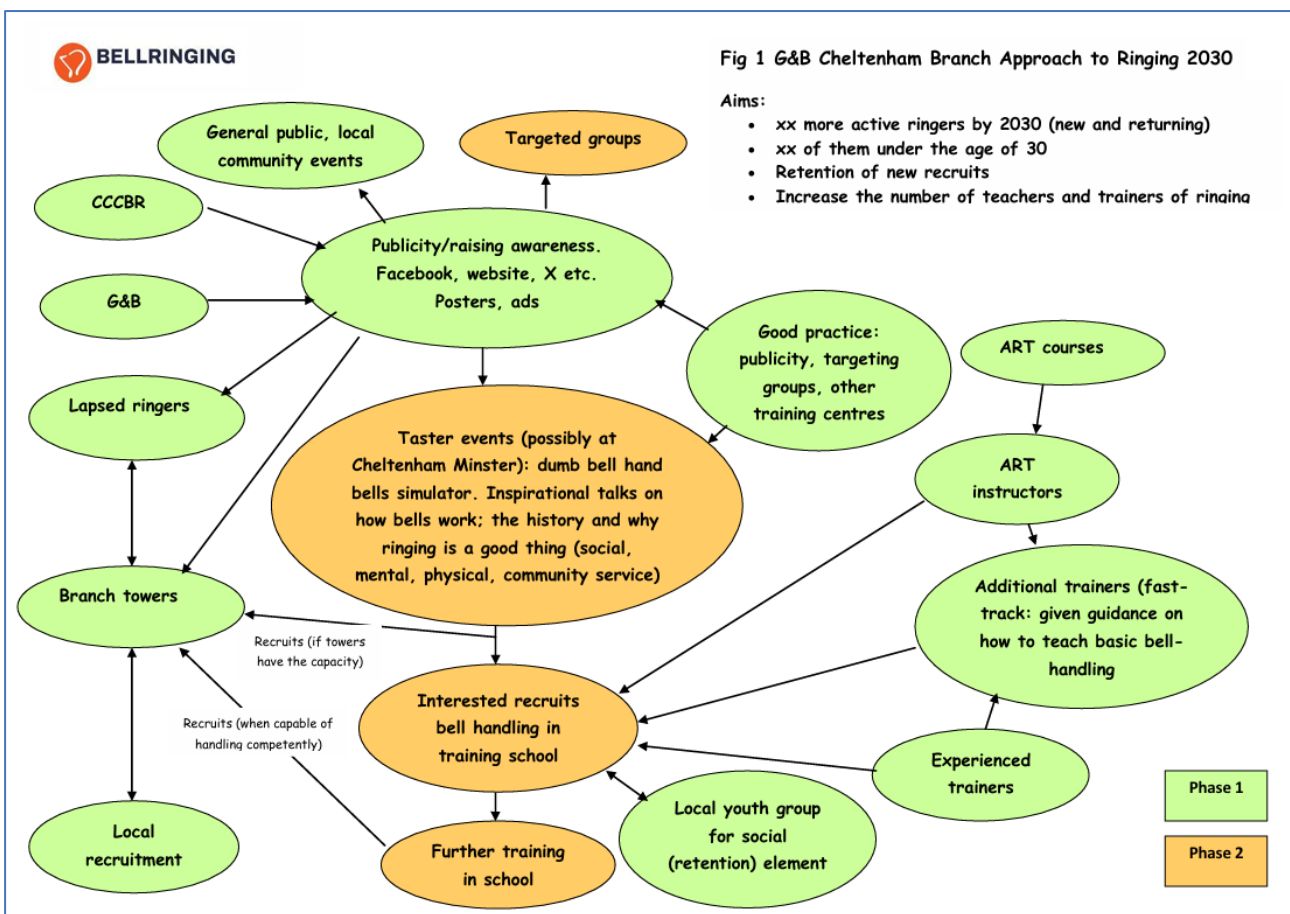 BELLRINGING
Fig 1 G&B Cheltenham Branch Approach to Ringing 2030
Aims:
• xx more active ringers by 2030 (new and returning)
• xx of them under the age of 30
• Retention of new recruits
• Increase the number of teachers and trainers of ringing
General public, local
community events
Targeted groups
CCCBR
Publicity/raising awareness.
Facebook, website, X etc.
Posters, ads
G&B
Good practice:
publicity, targeting
groups, other
training centres
ART courses
Lapsed ringers
Taster events (possibly at
Cheltenham Minster): dumb bell hand
bells simulator. Inspirational talks on
how bells work; the history and why
ringing is a good thing (social,
mental, physical, community service)
ART
instructors
Branch towers
Additional trainers (fast-
track: given guidance on
how to teach basic bell-
handling
Recruits (if towers
have the capacity)
Interested recruits
bell handling in
training school
Recruits (when capable of
handling competently)
Experienced
trainers
Local
recruitment
Further training
in school
Local youth group
for social
(retention) element
Phase 1
Phase 2